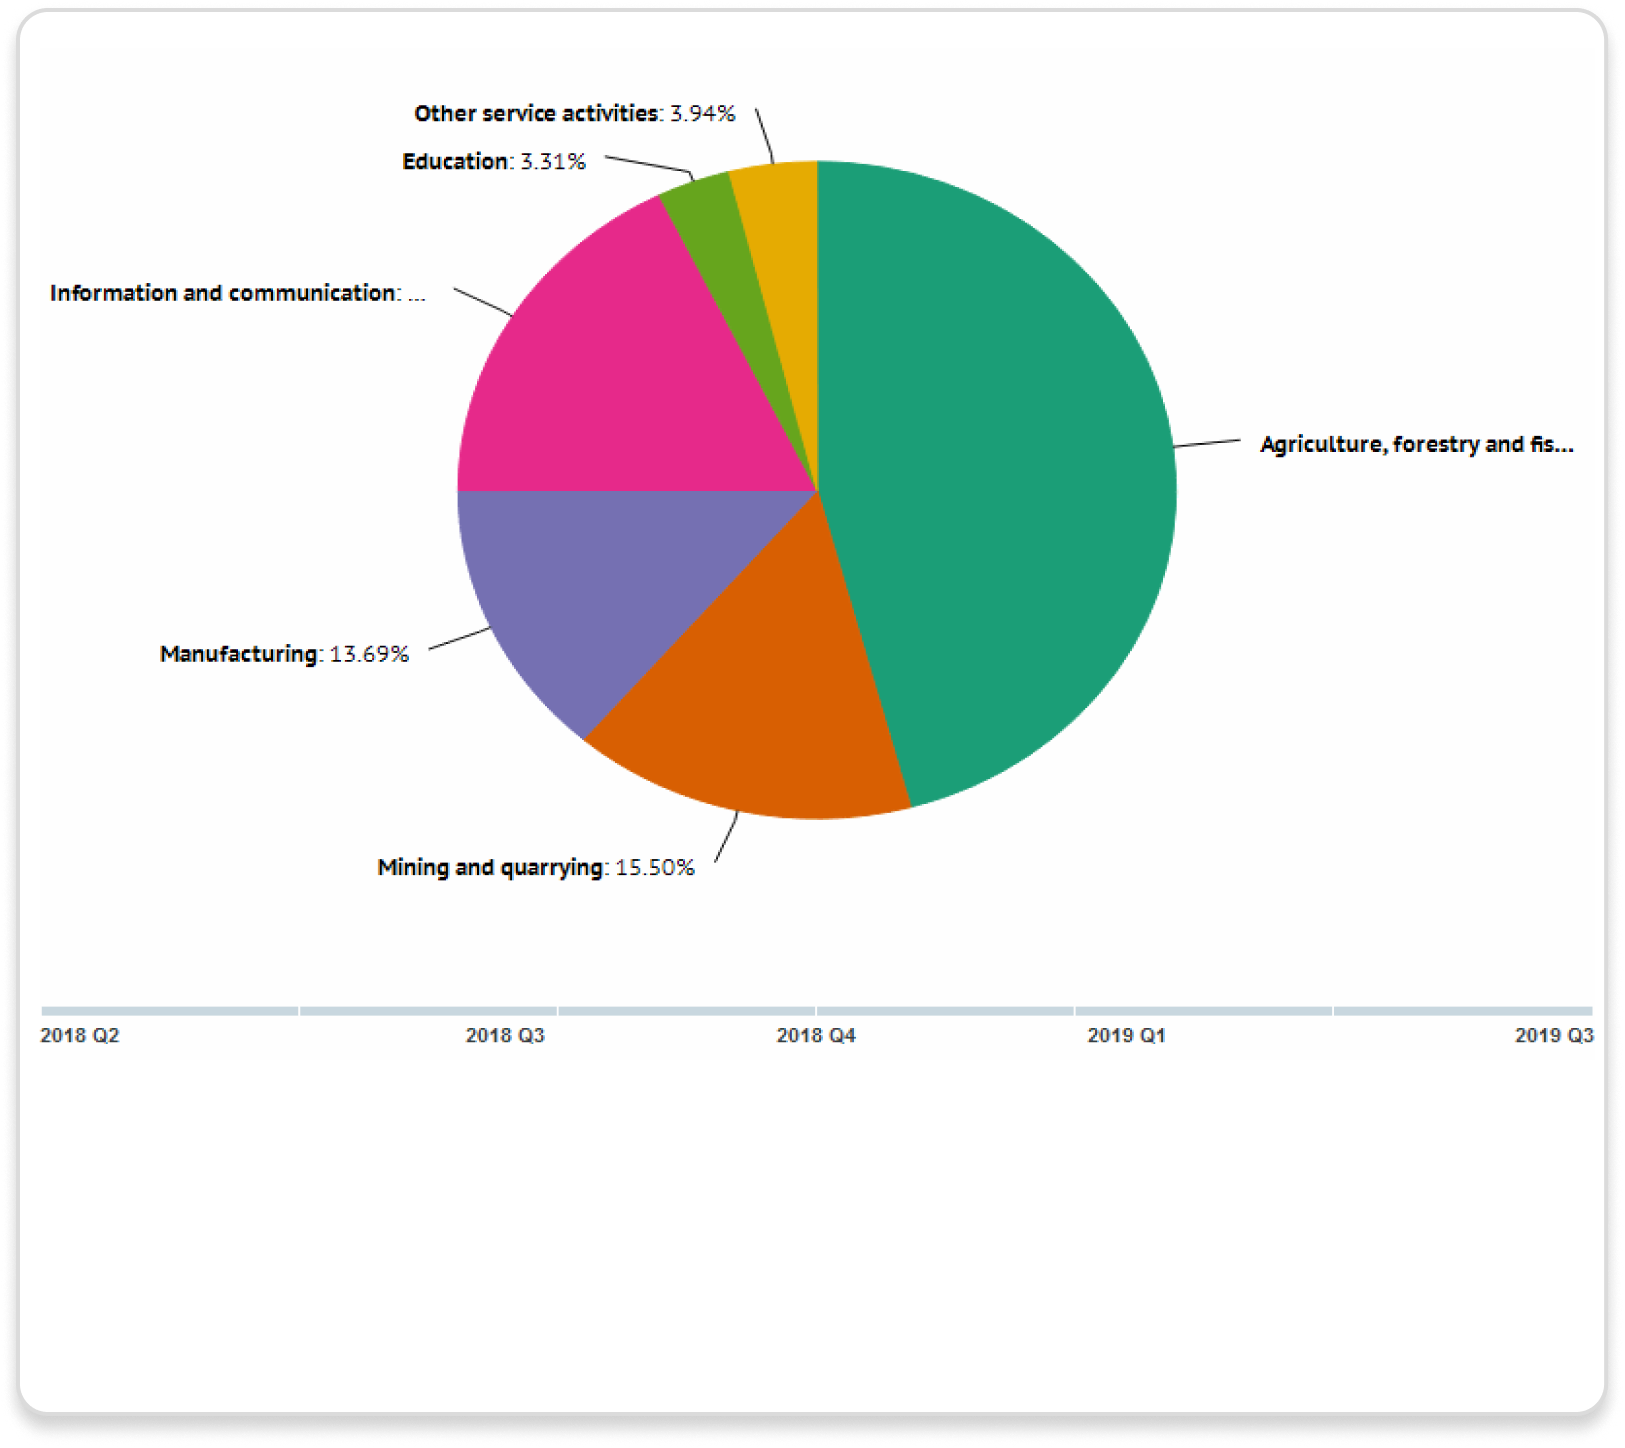 Other service activities: 3.94%
Education: 3.31%
Information and communication: ...
Agriculture, forestry and fis...
Manufacturing: 13.69%
Mining and quarrying: 15.50%
2018 Q2 2018 Q3 2018 Q4 2019 Q1 2019 Q3